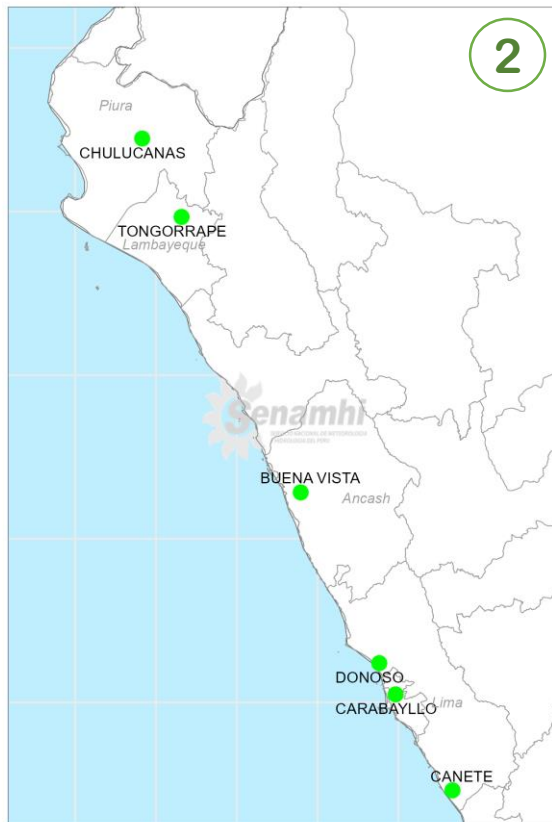 2
Piura
CHULUCANAS
TONGORRAPE
Lambayeque
Senamhi
BUENA VISTA
Ancash
DONOSO
Lima
CARABAYLLO
CANETE